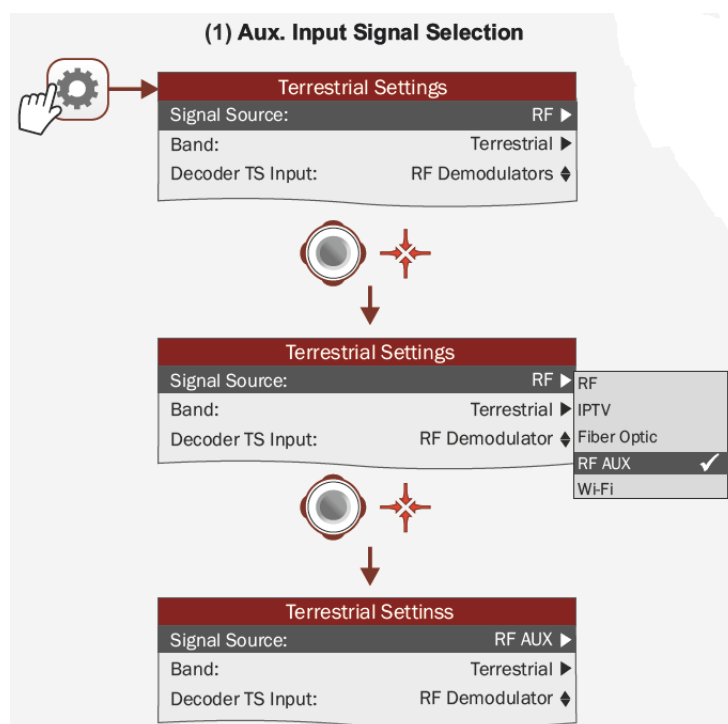 (1) Aux. Input Signal Selection
Terrestrial Settings
Signal Source: RF
Band: Terrestrial
Decoder TS Input: RF Demodulators
Terrestrial Settings
Signal Source: RF
RF
Band: Terrestrial
IPTV
Decoder TS Input: RF Demodulator
Fiber Optic
RF AUX
Wi-Fi
Terrestrial Settinss
Signal Source: RF AUX
Band: Terrestrial
Decoder TS Input: RF Demodulator